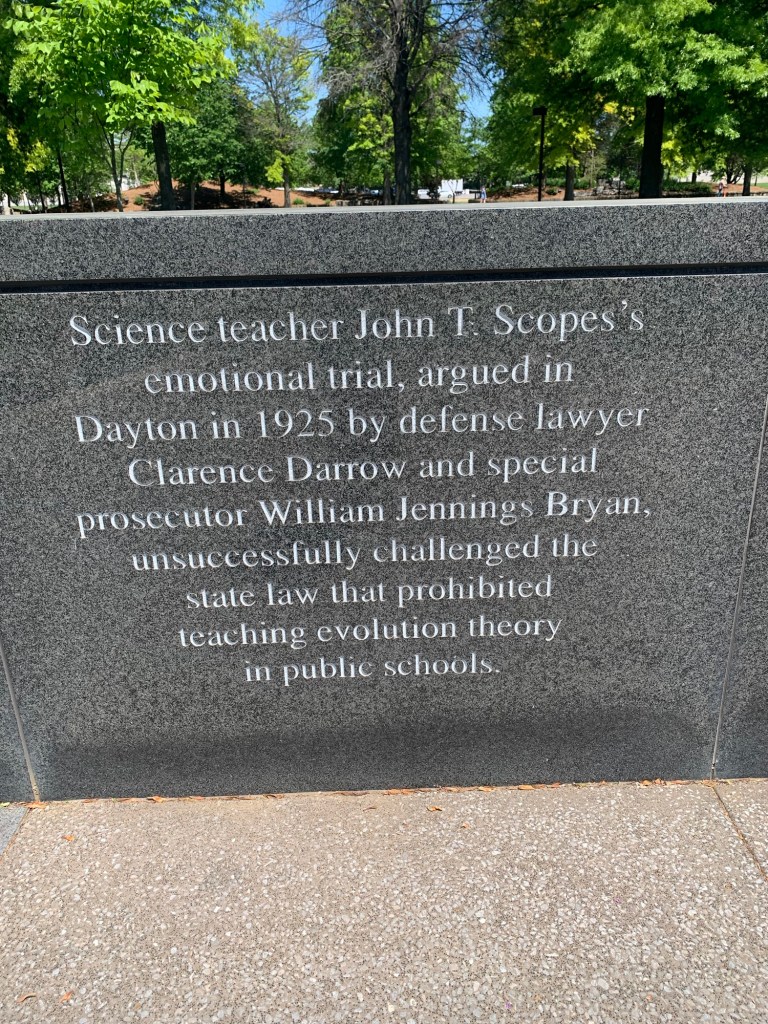 Science teacher John T. Scopes's
emotional trial, argued in
Dayton in 1925 by defense lawyer
Clarence Darrow and special
prosecutor William Jennings Bryan,
unsuccessfully challenged the
state law that prohibited
teaching evolution theory
in public schools.